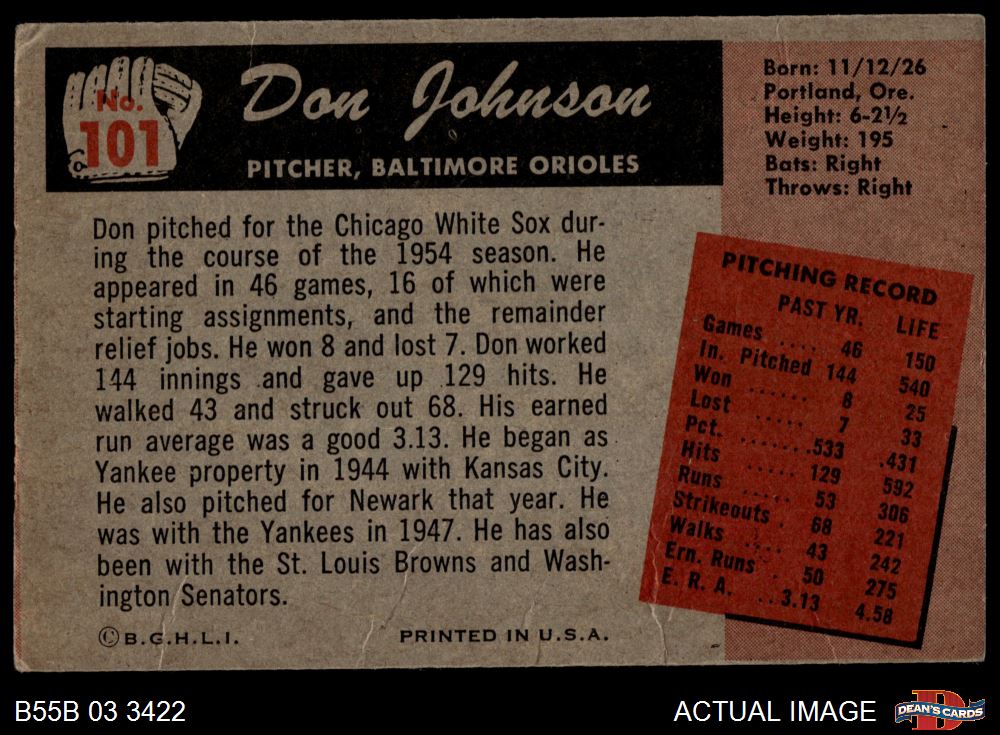 No.
101
Don Johnson
PITCHER, BALTIMORE ORIOLES
Born: 11/12/26
Portland, Ore.
Height: 6-2½
Weight: 195
Bats: Right
Throws: Right
Don pitched for the Chicago White Sox dur-
ing the course of the 1954 season. He
appeared in 46 games, 16 of which were
starting assignments, and the remainder
relief jobs. He won 8 and lost 7. Don worked
144 innings and gave up 129 hits. He
walked 43 and struck out 68. His earned
run average was a good 3.13. He began as
Yankee property in 1944 with Kansas City.
He also pitched for Newark that year. He
was with the Yankees in 1947. He has also
been with the St. Louis Browns and Wash-
ington Senators.
PITCHING RECORD
PAST YR. LIFE
Games .... 46 150
In. Pitched 144 540
Won ...... 8 25
Lost ..... 7 33
Pct. ...... .533 .431
Hits ..... 129 592
Runs ..... 53 306
Strikeouts . 68 221
Walks .... 43 242
Ern. Runs . 50 275
E. R. A. .. 3.13 4.58
©B.G.H.L.I. PRINTED IN U.S.A.
B55B 03 3422 ACTUAL IMAGE DEAN'S CARDS